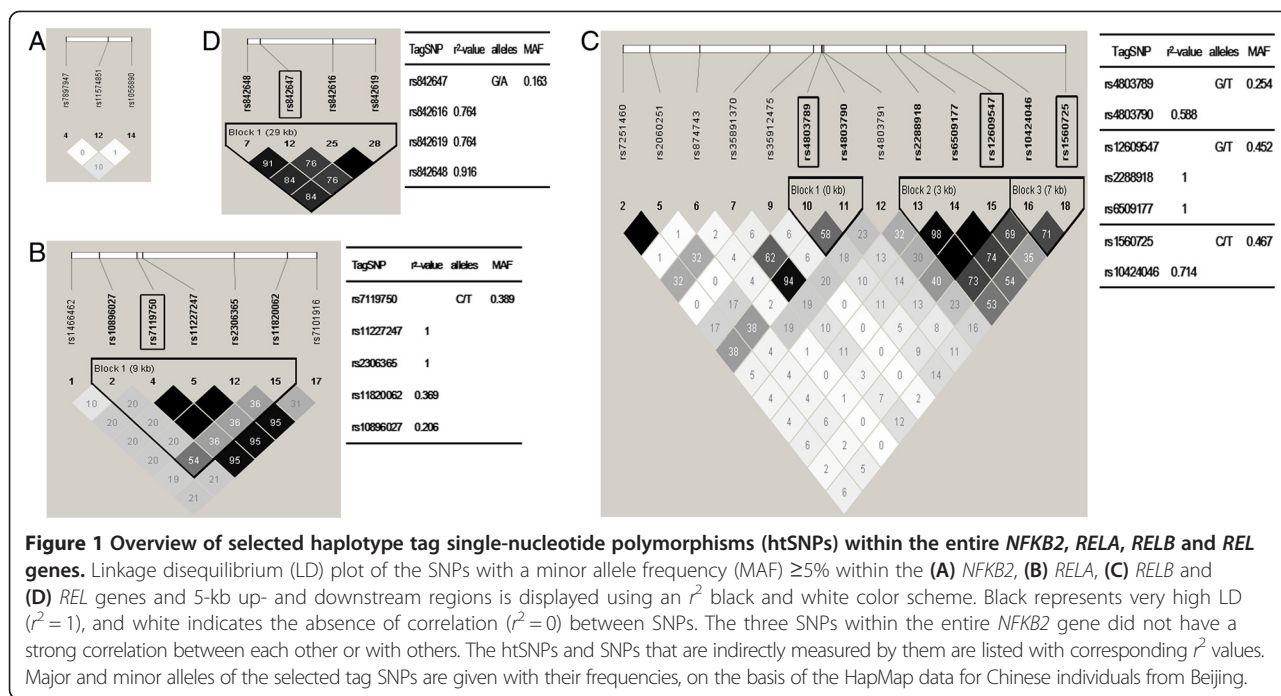 A
rs7897947
rs11574851
rs1056890
4 12 14
0 1
10
D
rs842648
rs842647
rs842616
rs842619
Block 1 (29 kb)
7 12 25 28
91 76
84 76
84
TagSNP r²-value alleles MAF
rs842647 G/A 0.163
rs842616 0.764
rs842619 0.764
rs842648 0.916
B
rs1466462
rs10896027
rs7119750
rs11227247
rs2306365
rs11820062
rs7101916
Block 1 (9 kb)
1 2 4 5 12 15 17
10 20 36 31
20 20 36 95
20 20 36 95
20 54 95
19 21
21
TagSNP r²-value alleles MAF
rs7119750 C/T 0.389
rs11227247 1
rs2306365 1
rs11820062 0.369
rs10896027 0.206
C
rs7251460
rs2060251
rs874743
rs35891370
rs35912475
rs4803789
rs4803790
rs4803791
rs2288918
rs6509177
rs12609547
rs10424046
rs1560725
Block 1 (0 kb)
Block 2 (3 kb)
Block 3 (7 kb)
2 5 6 7 9 10 11 12 13 14 15 16 18
1 2 6 6 58 23 32 98 69 71
TagSNP r²-value alleles MAF
rs4803789 G/T 0.254
rs4803790 0.588
rs12609547 G/T 0.452
rs2288918 1
rs6509177 1
rs1560725 C/T 0.467
rs10424046 0.714
Figure 1 Overview of selected haplotype tag single-nucleotide polymorphisms (htSNPs) within the entire NFKB2, RELA, RELB and REL
genes. Linkage disequilibrium (LD) plot of the SNPs with a minor allele frequency (MAF) ≥5% within the (A) NFKB2, (B) RELA, (C) RELB and
(D) REL genes and 5-kb up- and downstream regions is displayed using an r² black and white color scheme. Black represents very high LD
(r² = 1), and white indicates the absence of correlation (r² = 0) between SNPs. The three SNPs within the entire NFKB2 gene did not have a
strong correlation between each other or with others. The htSNPs and SNPs that are indirectly measured by them are listed with corresponding r² values.
Major and minor alleles of the selected tag SNPs are given with their frequencies, on the basis of the HapMap data for Chinese individuals from Beijing.